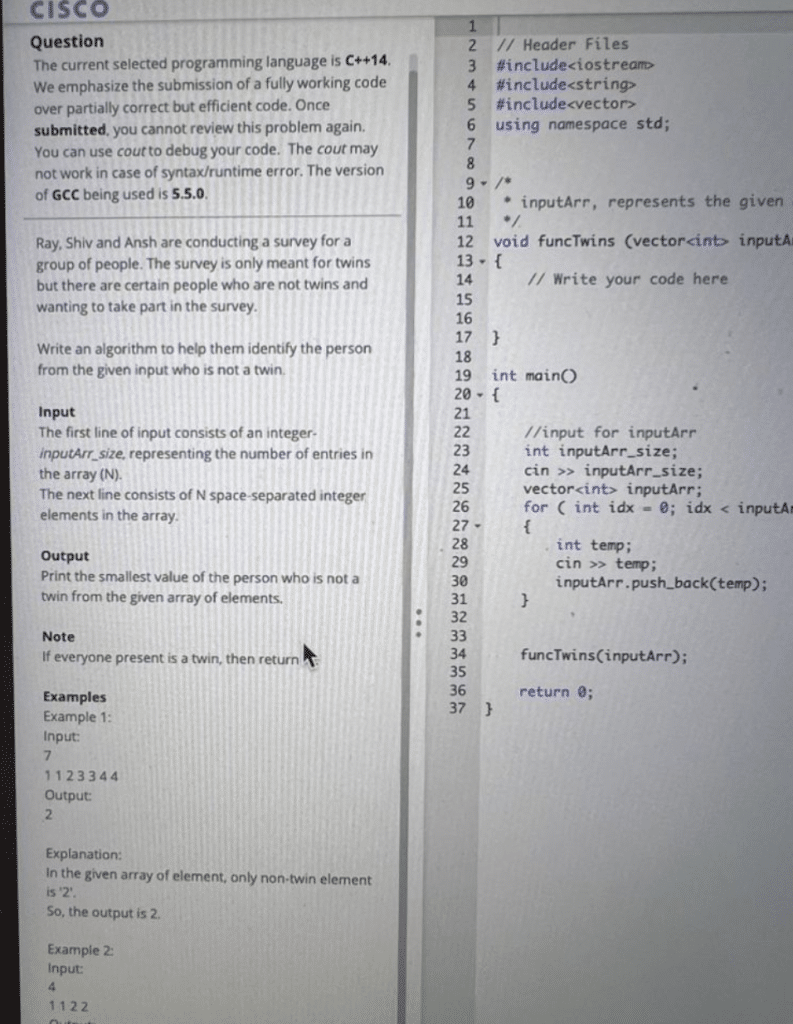 CISCO
Question
The current selected programming language is C++14.
We emphasize the submission of a fully working code
over partially correct but efficient code. Once
submitted, you cannot review this problem again.
You can use cout to debug your code. The cout may
not work in case of syntax/runtime error. The version
of GCC being used is 5.5.0.
Ray, Shiv and Ansh are conducting a survey for a
group of people. The survey is only meant for twins
but there are certain people who are not twins and
wanting to take part in the survey.
Write an algorithm to help them identify the person
from the given input who is not a twin.
Input
The first line of input consists of an integer-
inputArr_size, representing the number of entries in
the array (N).
The next line consists of N space-separated integer
elements in the array.
Output
Print the smallest value of the person who is not a
twin from the given array of elements.
Note
If everyone present is a twin, then return
Examples
Example 1:
Input:
7
1 1 2 3 3 4 4
Output:
2
Explanation:
In the given array of element, only non-twin element
is '2'.
So, the output is 2.
Example 2:
Input:
4
1 1 2 2
1
2 // Header Files
3 #include<iostream>
4 #include<string>
5 #include<vector>
6 using namespace std;
7
8
9 /*
10 * inputArr, represents the given
11 */
12 void funcTwins (vector<int> inputA
13 {
14 // Write your code here
15
16
17 }
18
19 int main()
20 {
21
22 //input for inputArr
23 int inputArr_size;
24 cin >> inputArr_size;
25 vector<int> inputArr;
26 for ( int idx = 0; idx < inputAr
27 {
28 int temp;
29 cin >> temp;
30 inputArr.push_back(temp);
31 }
32
33
34 funcTwins(inputArr);
35
36 return 0;
37 }